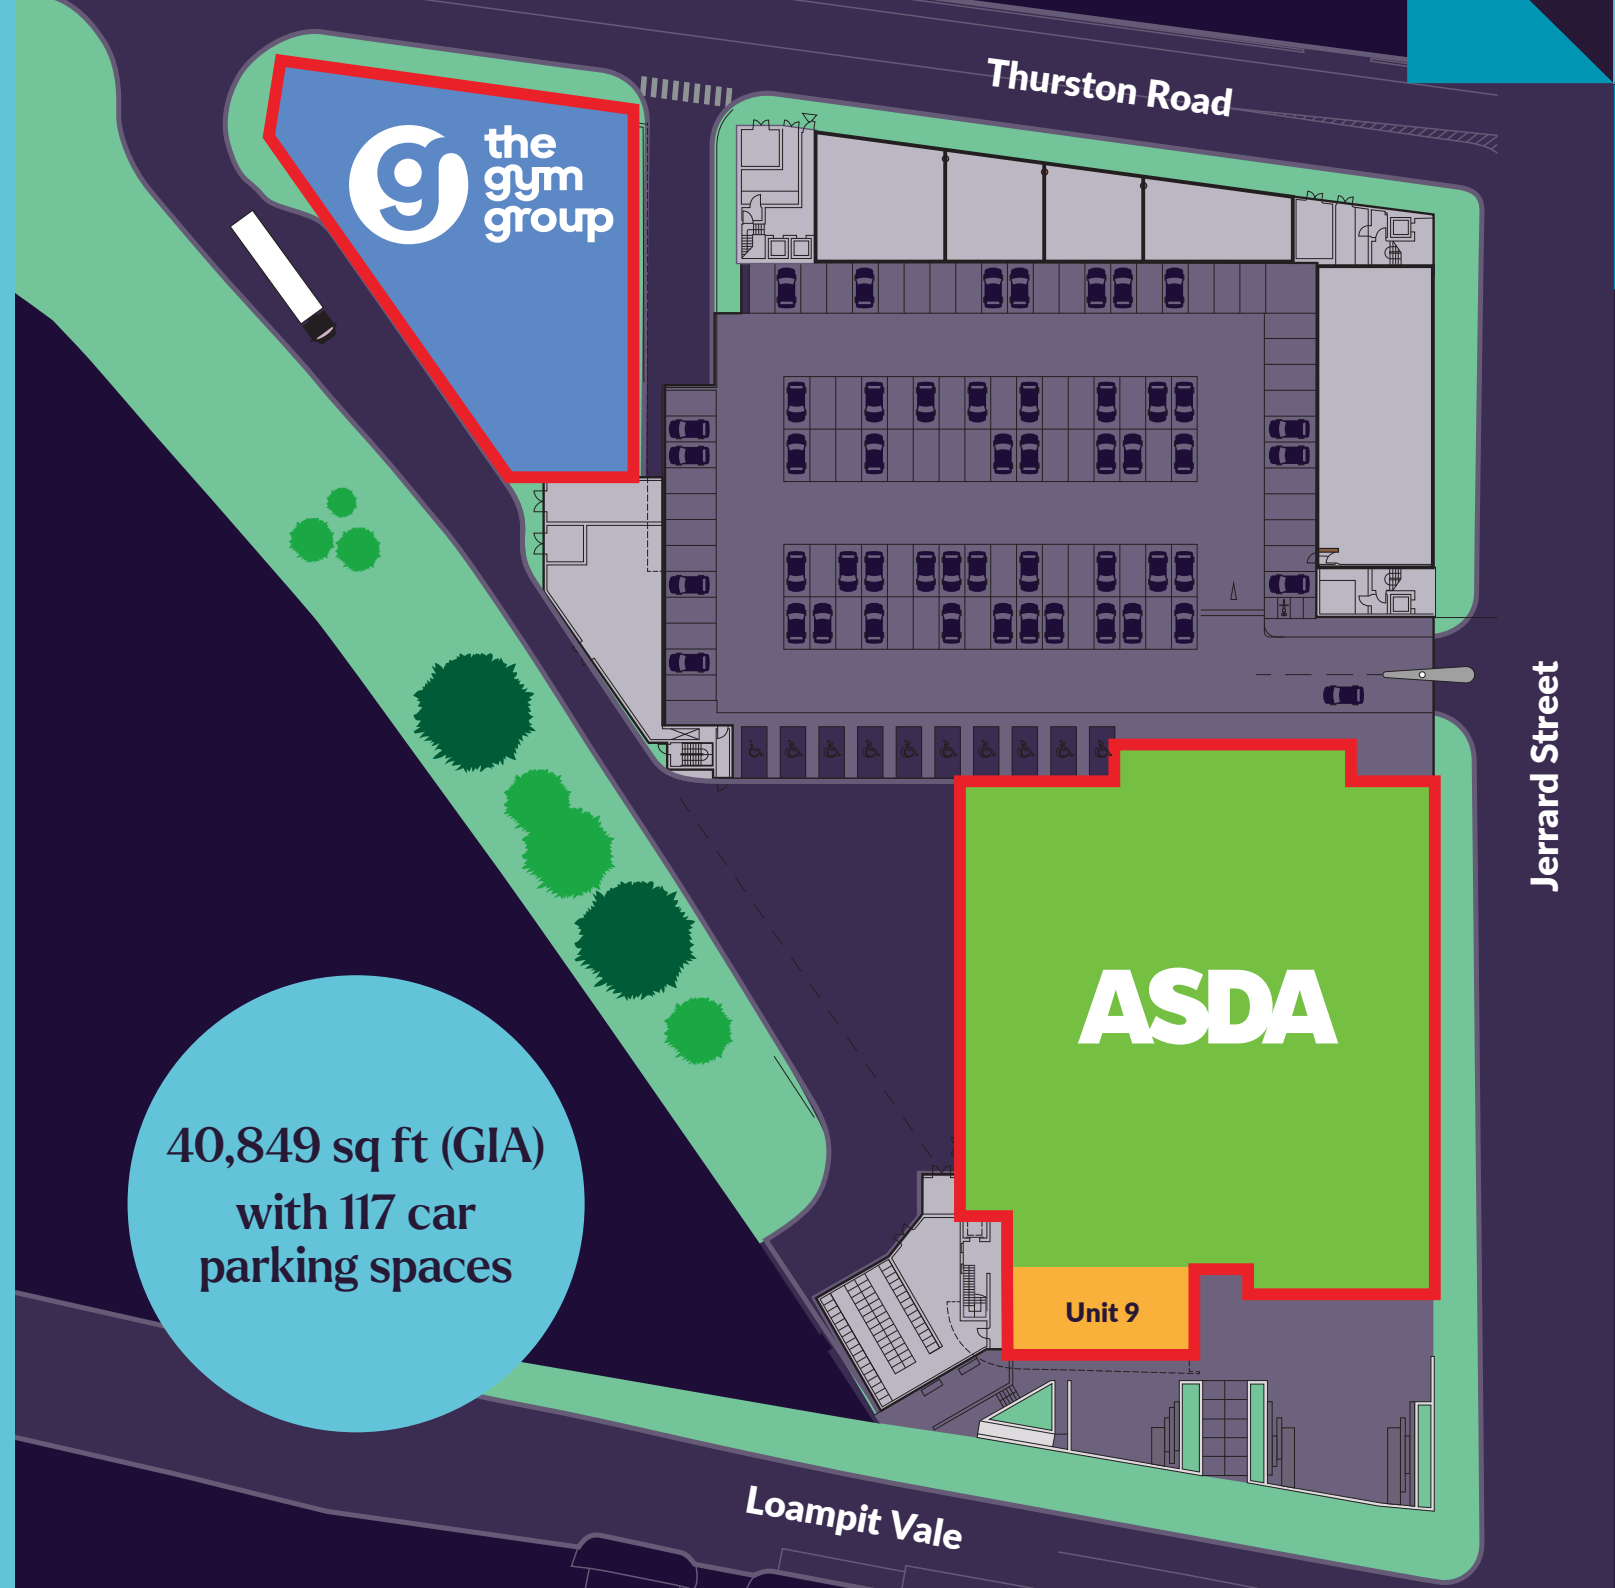 Thurston Road
the
gym
group
Jerrard Street
ASDA
40,849 sq ft (GIA)
with 117 car
parking spaces
Unit 9
Loampit Vale